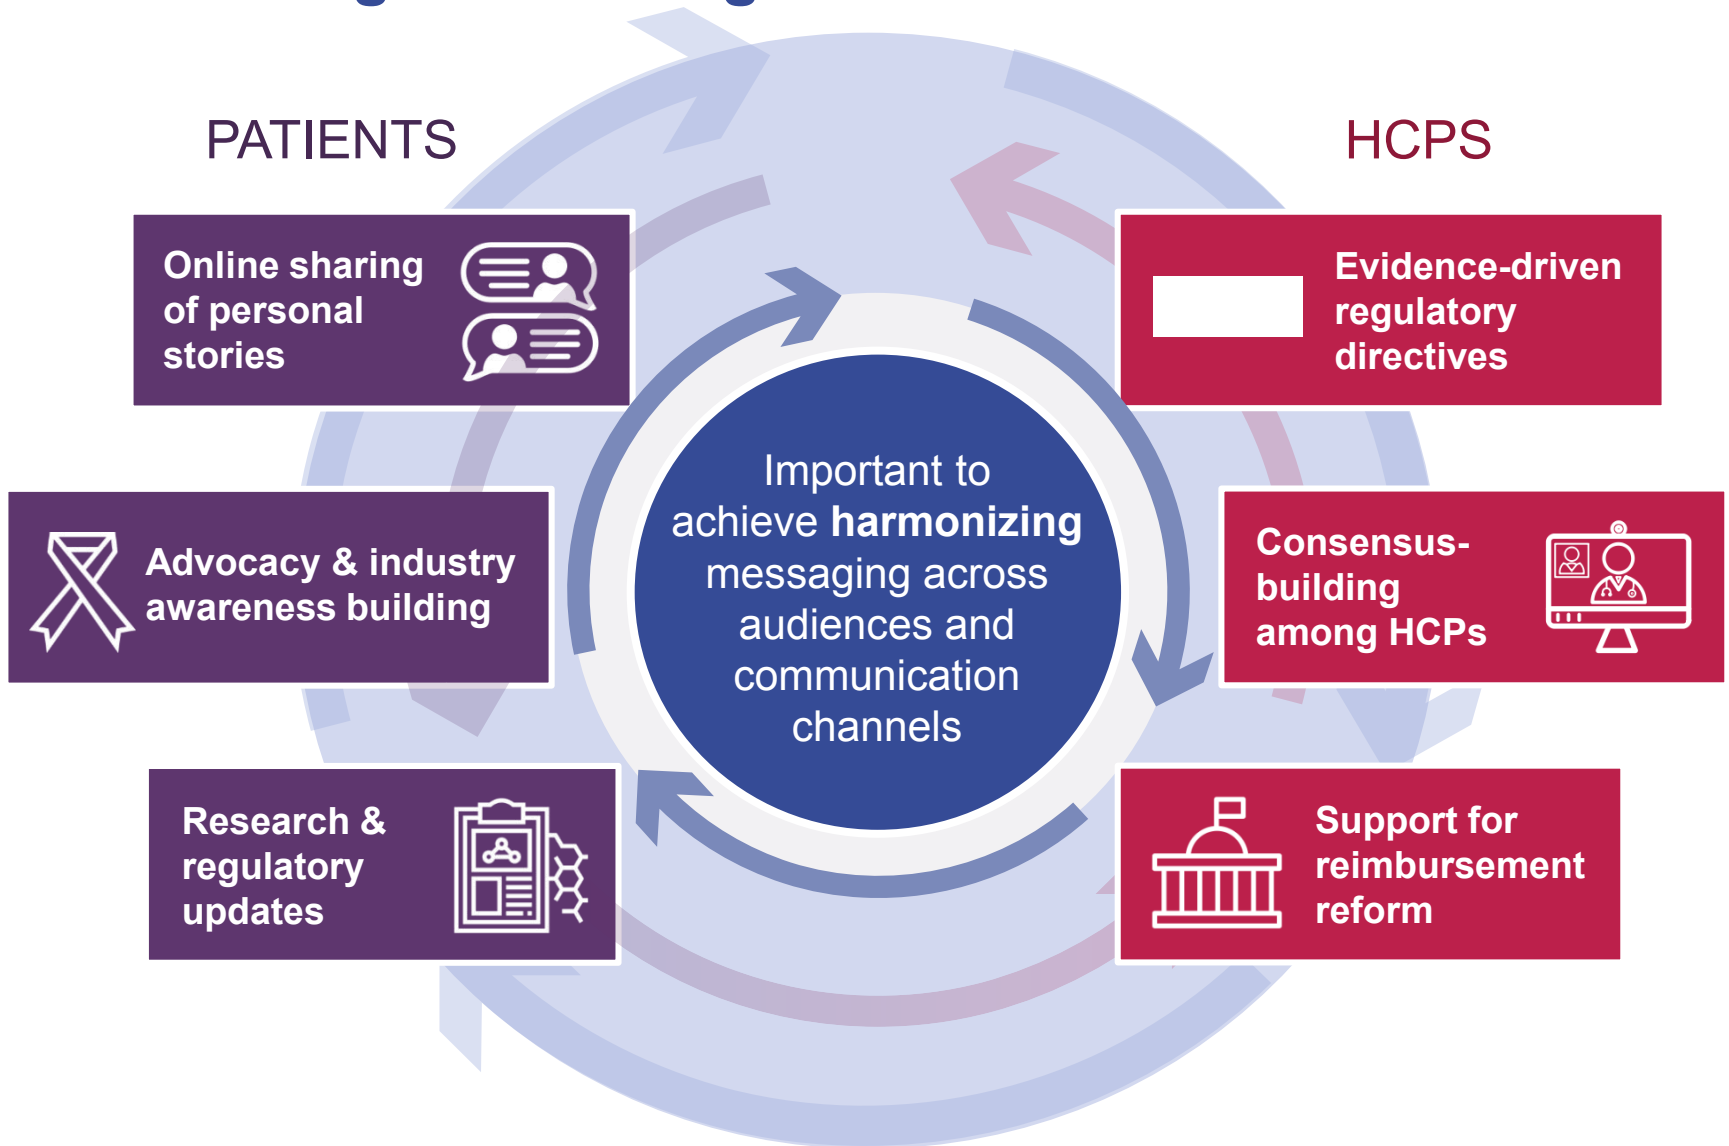 PATIENTS
Online sharing
of personal
stories
Advocacy & industry
awareness building
Research &
regulatory
updates
Important to
achieve harmonizing
messaging across
audiences and
communication
channels
HCPS
Evidence-driven
regulatory
directives
Consensus-
building
among HCPs
Support for
reimbursement
reform